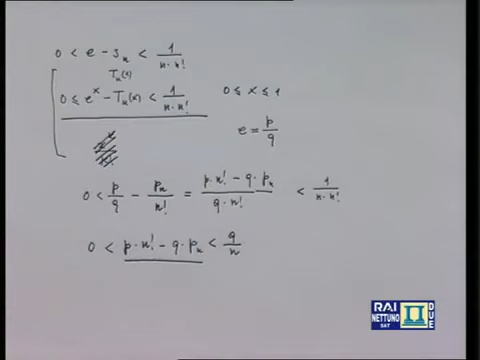 0 < e - s_n < 1/(n·n!)
T_n(1)
0 ≤ e^x - T_n(x) < 1/(n·n!)    0 ≤ x ≤ 1
e = p/q
0 < p/q - p_n/n! = (p·n! - q·p_n)/(q·n!) < 1/(n·n!)
0 < p·n! - q·p_n < q/n
RAI
NETTUNO
SAT
DUE